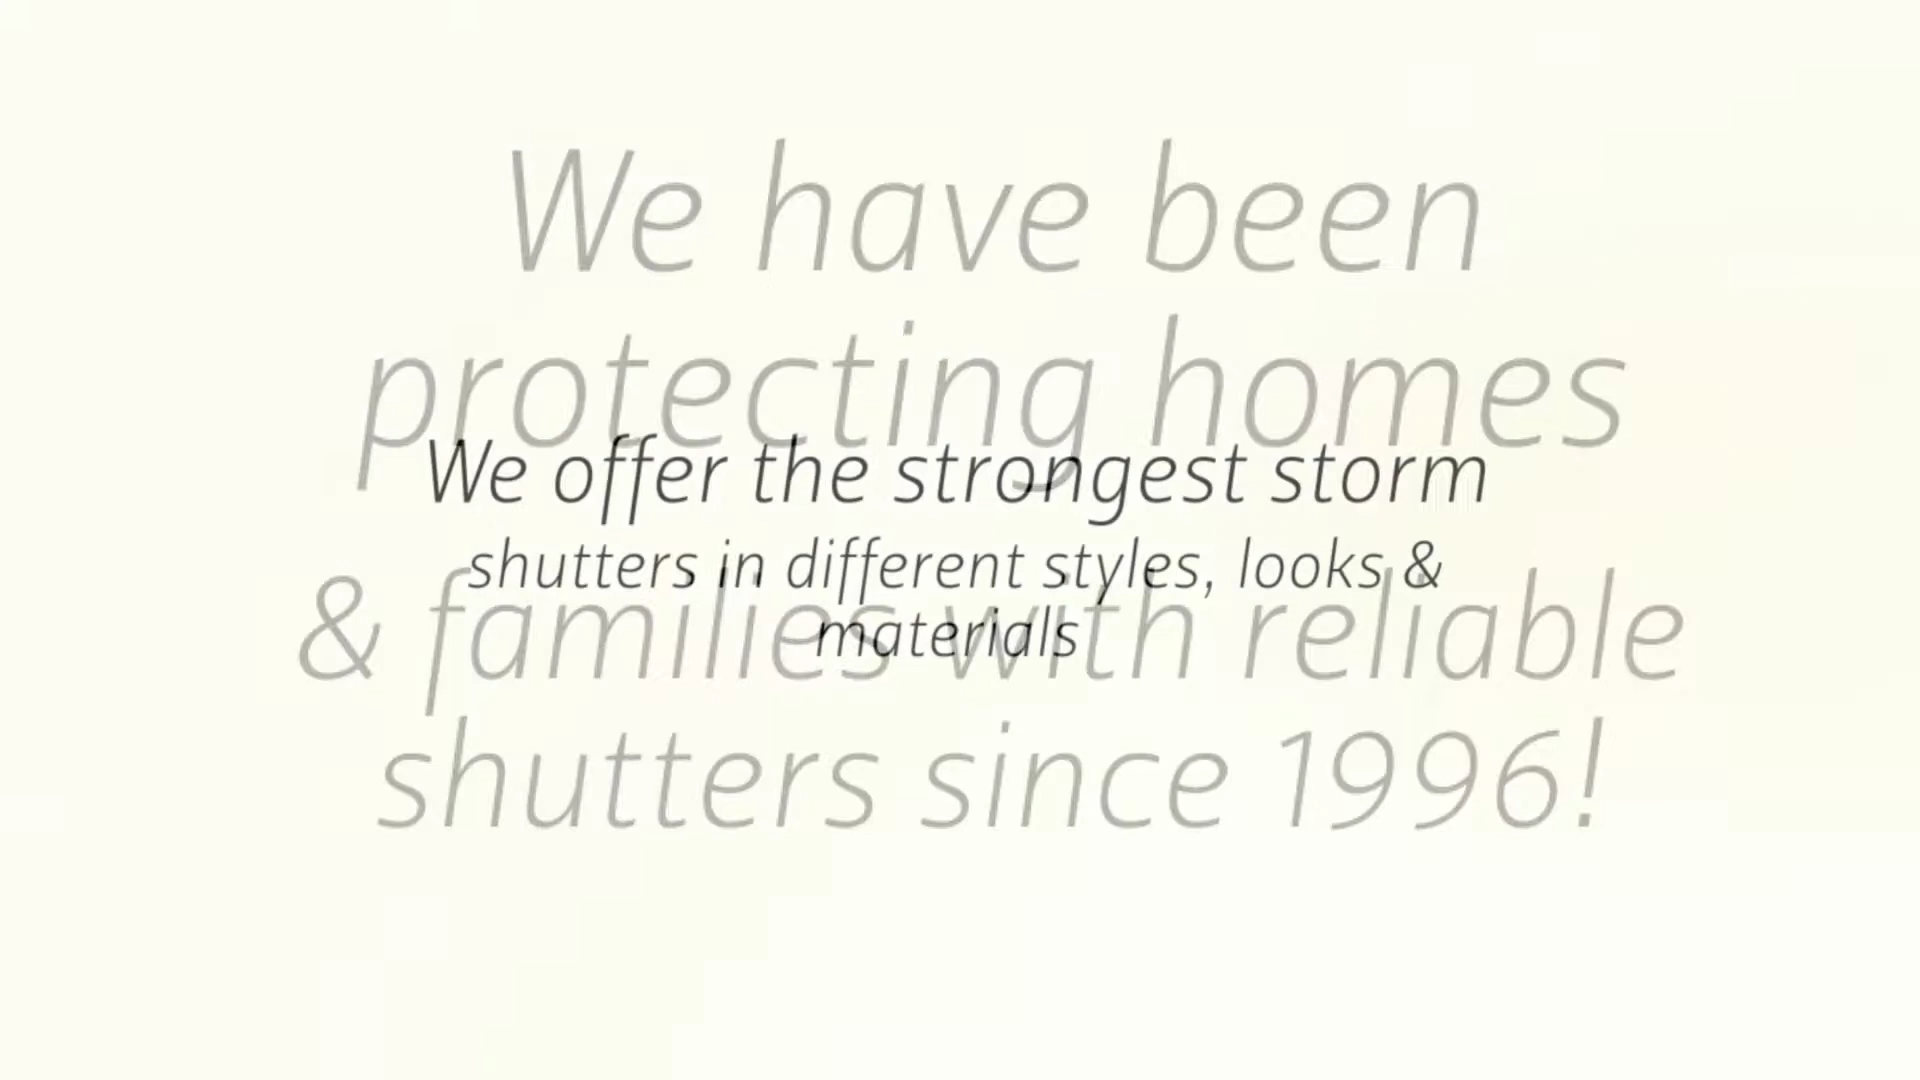 We have been
protecting homes
We offer the strongest storm
shutters in different styles, looks &
materials
& families with reliable
shutters since 1996!